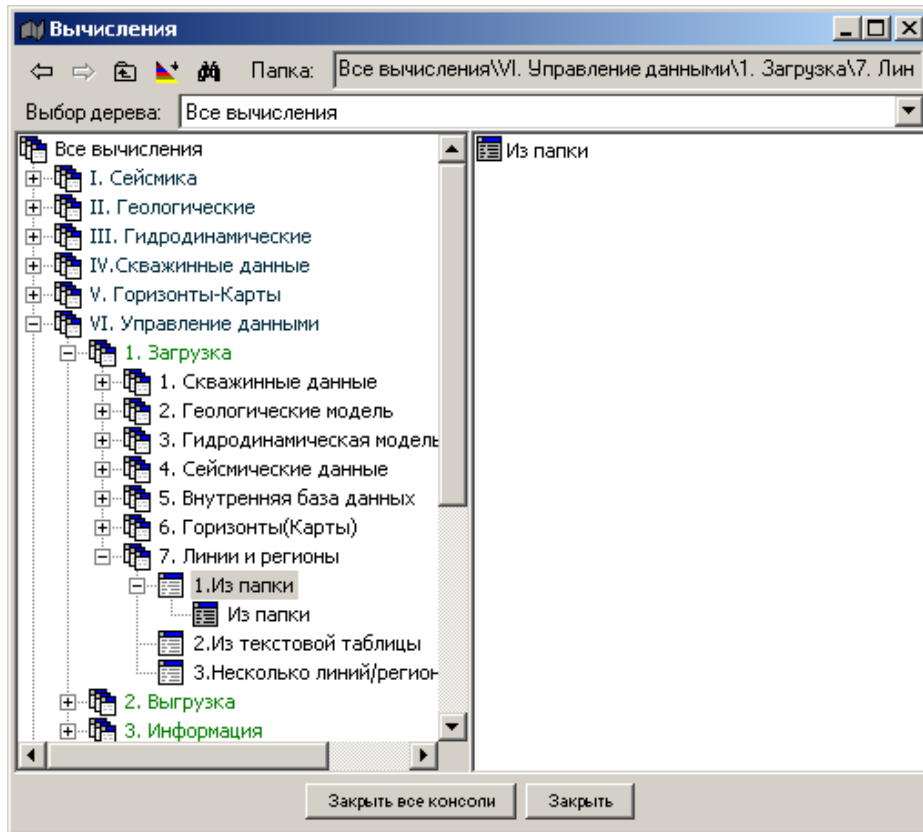 Вычисления
Папка: Все вычисления\VI. Управление данными\1. Загрузка\7. Лин
Выбор дерева: Все вычисления
Все вычисления
I. Сейсмика
II. Геологические
III. Гидродинамические
IV.Скважинные данные
V. Горизонты-Карты
VI. Управление данными
1. Загрузка
1. Скважинные данные
2. Геологические модель
3. Гидродинамическая модель
4. Сейсмические данные
5. Внутренняя база данных
6. Горизонты(Карты)
7. Линии и регионы
1.Из папки
Из папки
2.Из текстовой таблицы
3.Несколько линий/регион
2. Выгрузка
3. Информация
Из папки
Закрыть все консоли
Закрыть